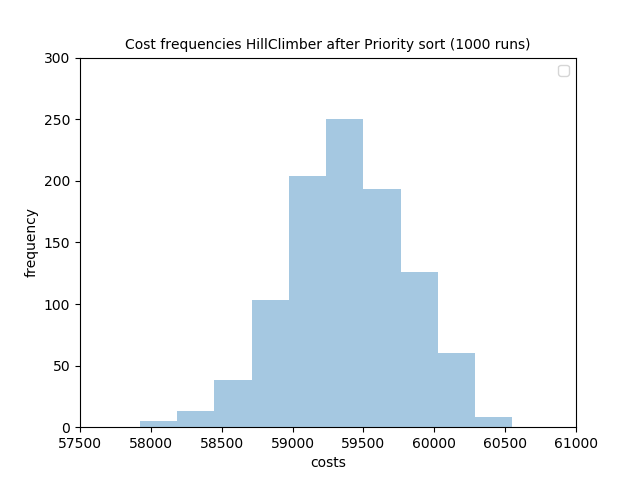 Cost frequencies HillClimber after Priority sort (1000 runs)
300
250
200
150
100
50
0
frequency
57500 58000 58500 59000 59500 60000 60500 61000
costs